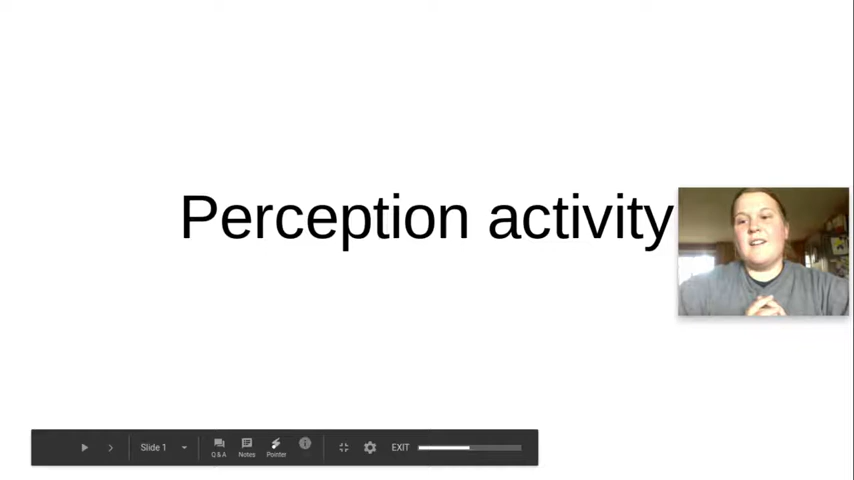 Perception activity
Slide 1
Q & A
Notes
Pointer
EXIT